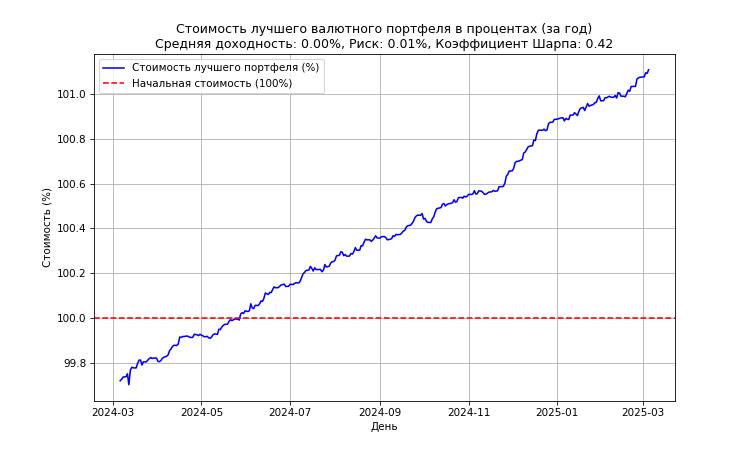 Стоимость лучшего валютного портфеля в процентах (за год)
Средняя доходность: 0.00%, Риск: 0.01%, Коэффициент Шарпа: 0.42
Стоимость лучшего портфеля (%)
Начальная стоимость (100%)
Стоимость (%)
101.0
100.8
100.6
100.4
100.2
100.0
99.8
2024-03
2024-05
2024-07
2024-09
2024-11
2025-01
2025-03
День